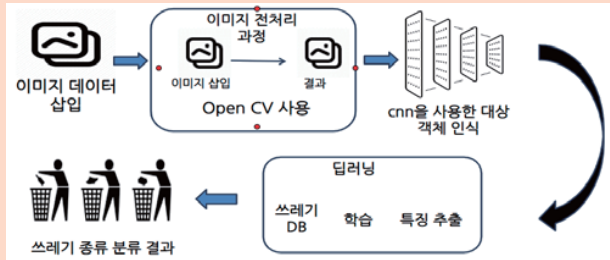 이미지 데이터
삽입
이미지 전처리
과정
이미지 삽입
결과
Open CV 사용
cnn을 사용한 대상
객체 인식
딥러닝
쓰레기
DB
학습
특징 추출
쓰레기 종류 분류 결과